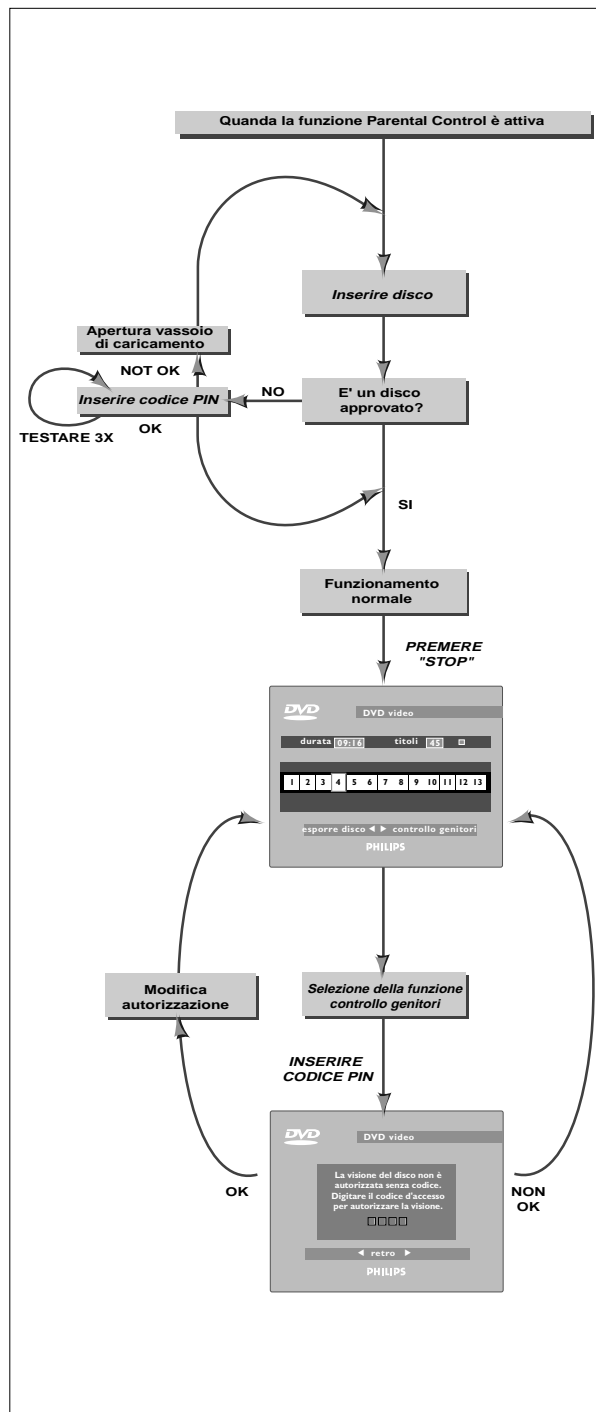 Quanda la funzione Parental Control è attiva
Inserire disco
Apertura vassoio
di caricamento
NOT OK
Inserire codice PIN
NO
E' un disco
approvato?
TESTARE 3X
OK
SI
Funzionamento
normale
PREMERE
"STOP"
DVD
DVD video
durata 09:16 titoli 45
1 2 3 4 5 6 7 8 9 10 11 12 13
esporre disco ◀ ▶ controllo genitori
PHILIPS
Modifica
autorizzazione
Selezione della funzione
controllo genitori
INSERIRE
CODICE PIN
DVD
DVD video
La visione del disco non è
autorizzata senza codice.
Digitare il codice d'accesso
per autorizzare la visione.
OK
NON
OK
◀ retro ▶
PHILIPS